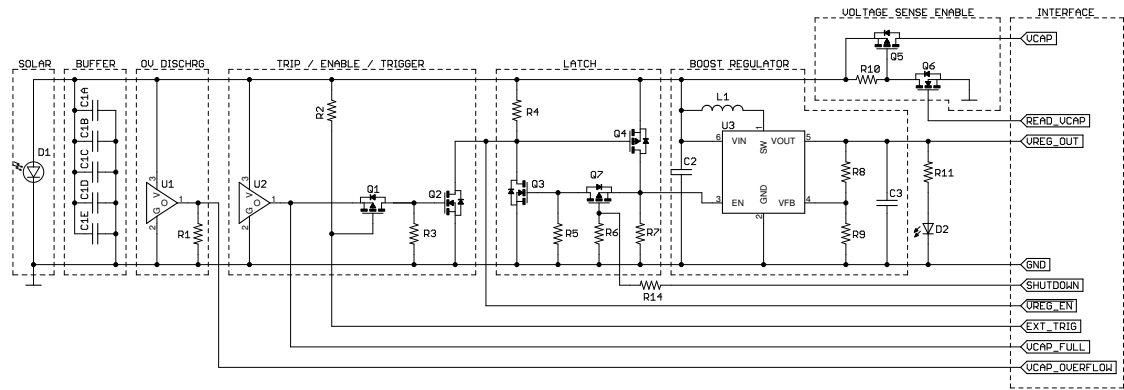 VOLTAGE SENSE ENABLE
INTERFACE
SOLAR
BUFFER
OV DISCHRG
TRIP / ENABLE / TRIGGER
LATCH
BOOST REGULATOR
VCAP
Q5
R10
Q6
READ_VCAP
VREG_OUT
D1
C1A
C1B
C1C
C1D
C1E
U1
V
O
G
3
1
2
R1
U2
V
O
G
3
1
2
R2
Q1
R3
Q2
R4
Q4
Q3
Q7
R5
R6
R7
C2
L1
U3
1
6
VIN
SW
VOUT
5
3
EN
GND
VFB
4
2
R8
R9
C3
R11
D2
GND
SHUTDOWN
R14
VREG_EN
EXT_TRIG
VCAP_FULL
VCAP_OVERFLOW